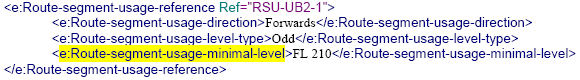 <e:Route-segment-usage-reference Ref="RSU-UB2-1">
<e:Route-segment-usage-direction>Forwards</e:Route-segment-usage-direction>
<e:Route-segment-usage-level-type>Odd</e:Route-segment-usage-level-type>
<e:Route-segment-usage-minimal-level>FL 210</e:Route-segment-usage-minimal-level>
</e:Route-segment-usage-reference>